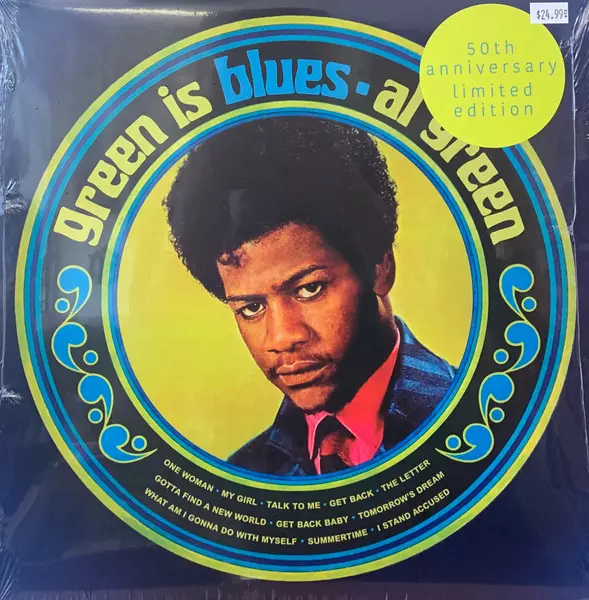 $24.99
50th
anniversary
limited
edition
green is blues · al green
ONE WOMAN · MY GIRL · TALK TO ME · GET BACK · THE LETTER
GOTTA FIND A NEW WORLD · GET BACK BABY · TOMORROW'S DREAM
WHAT AM I GONNA DO WITH MYSELF · SUMMERTIME · I STAND ACCUSED